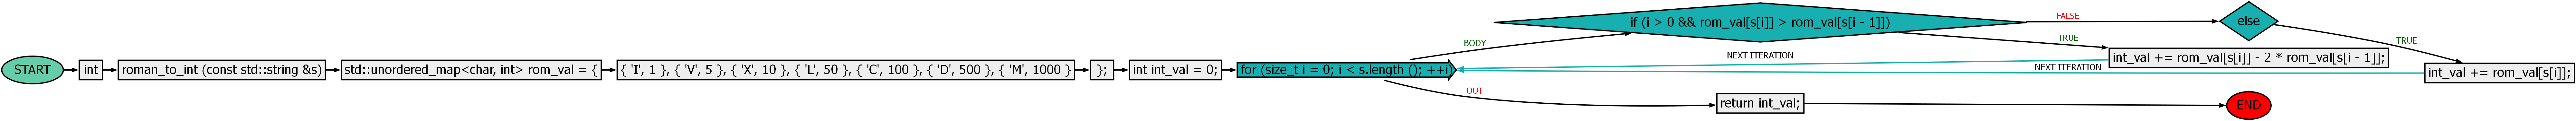 START
int
roman_to_int (const std::string &s)
std::unordered_map<char, int> rom_val = {
{ 'I', 1 }, { 'V', 5 }, { 'X', 10 }, { 'L', 50 }, { 'C', 100 }, { 'D', 500 }, { 'M', 1000 }
};
int int_val = 0;
for (size_t i = 0; i < s.length (); ++i)
BODY
if (i > 0 && rom_val[s[i]] > rom_val[s[i - 1]])
FALSE
else
TRUE
TRUE
NEXT ITERATION
int_val += rom_val[s[i]] - 2 * rom_val[s[i - 1]];
NEXT ITERATION
int_val += rom_val[s[i]];
OUT
return int_val;
END